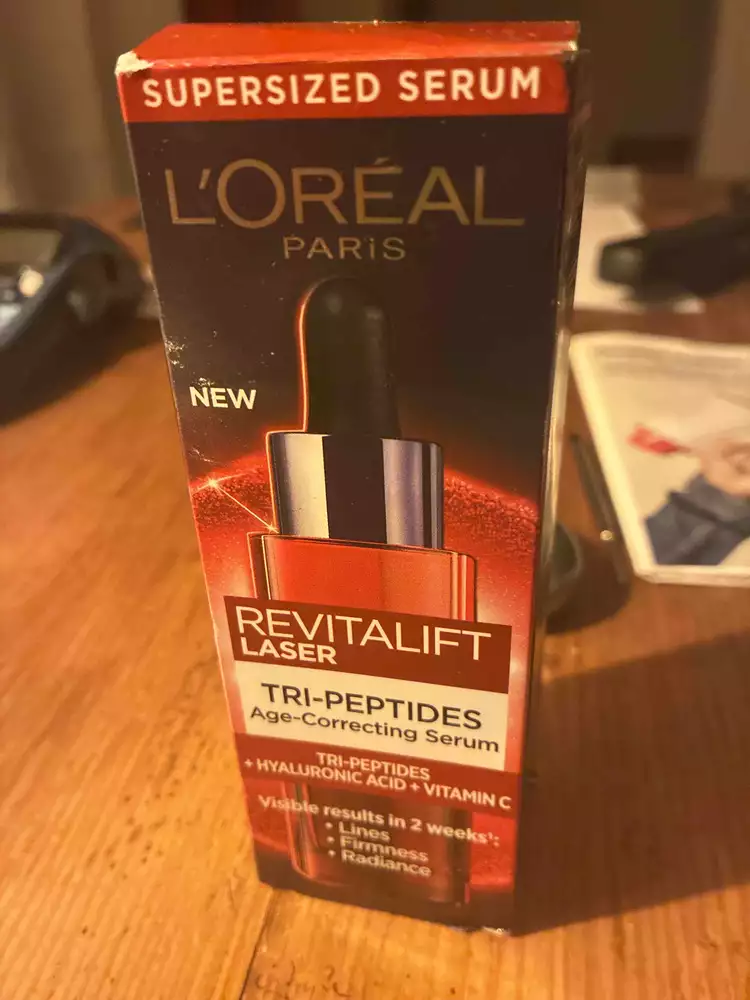 SUPERSIZED SERUM
L'ORÉAL
PARiS
NEW
REVITALIFT
LASER
TRI-PEPTIDES
Age-Correcting Serum
TRI-PEPTIDES
+ HYALURONIC ACID + VITAMIN C
Visible results in 2 weeks¹:
• Lines
• Firmness
• Radiance